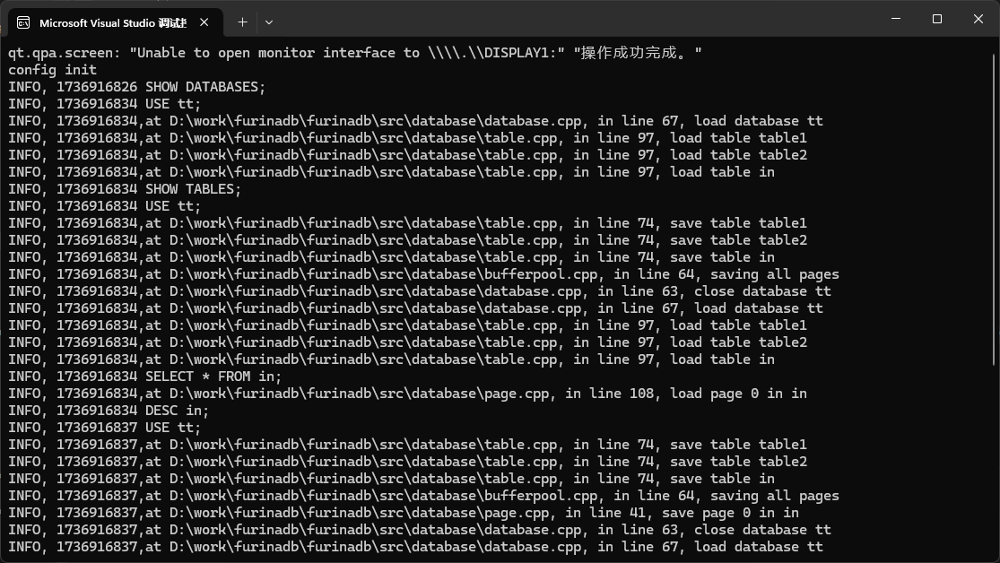 Microsoft Visual Studio 调试
qt.qpa.screen: "Unable to open monitor interface to \\\\.\\DISPLAY1:" "操作成功完成。"
config init
INFO, 1736916826 SHOW DATABASES;
INFO, 1736916834 USE tt;
INFO, 1736916834,at D:\work\furinadb\furinadb\src\database\database.cpp, in line 67, load database tt
INFO, 1736916834,at D:\work\furinadb\furinadb\src\database\table.cpp, in line 97, load table table1
INFO, 1736916834,at D:\work\furinadb\furinadb\src\database\table.cpp, in line 97, load table table2
INFO, 1736916834,at D:\work\furinadb\furinadb\src\database\table.cpp, in line 97, load table in
INFO, 1736916834 SHOW TABLES;
INFO, 1736916834 USE tt;
INFO, 1736916834,at D:\work\furinadb\furinadb\src\database\table.cpp, in line 74, save table table1
INFO, 1736916834,at D:\work\furinadb\furinadb\src\database\table.cpp, in line 74, save table table2
INFO, 1736916834,at D:\work\furinadb\furinadb\src\database\table.cpp, in line 74, save table in
INFO, 1736916834,at D:\work\furinadb\furinadb\src\database\bufferpool.cpp, in line 64, saving all pages
INFO, 1736916834,at D:\work\furinadb\furinadb\src\database\database.cpp, in line 63, close database tt
INFO, 1736916834,at D:\work\furinadb\furinadb\src\database\database.cpp, in line 67, load database tt
INFO, 1736916834,at D:\work\furinadb\furinadb\src\database\table.cpp, in line 97, load table table1
INFO, 1736916834,at D:\work\furinadb\furinadb\src\database\table.cpp, in line 97, load table table2
INFO, 1736916834,at D:\work\furinadb\furinadb\src\database\table.cpp, in line 97, load table in
INFO, 1736916834 SELECT * FROM in;
INFO, 1736916834,at D:\work\furinadb\furinadb\src\database\page.cpp, in line 108, load page 0 in in
INFO, 1736916834 DESC in;
INFO, 1736916837 USE tt;
INFO, 1736916837,at D:\work\furinadb\furinadb\src\database\table.cpp, in line 74, save table table1
INFO, 1736916837,at D:\work\furinadb\furinadb\src\database\table.cpp, in line 74, save table table2
INFO, 1736916837,at D:\work\furinadb\furinadb\src\database\table.cpp, in line 74, save table in
INFO, 1736916837,at D:\work\furinadb\furinadb\src\database\bufferpool.cpp, in line 64, saving all pages
INFO, 1736916837,at D:\work\furinadb\furinadb\src\database\page.cpp, in line 41, save page 0 in in
INFO, 1736916837,at D:\work\furinadb\furinadb\src\database\database.cpp, in line 63, close database tt
INFO, 1736916837,at D:\work\furinadb\furinadb\src\database\database.cpp, in line 67, load database tt